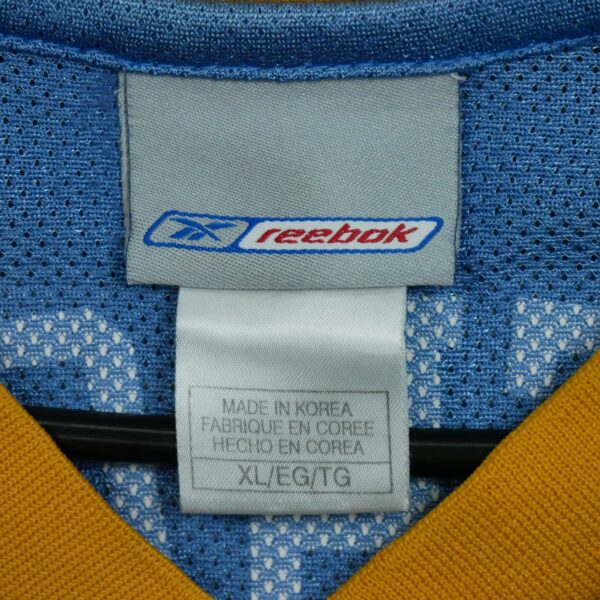 reebok
MADE IN KOREA
FABRIQUE EN COREE
HECHO EN COREA
XL/EG/TG